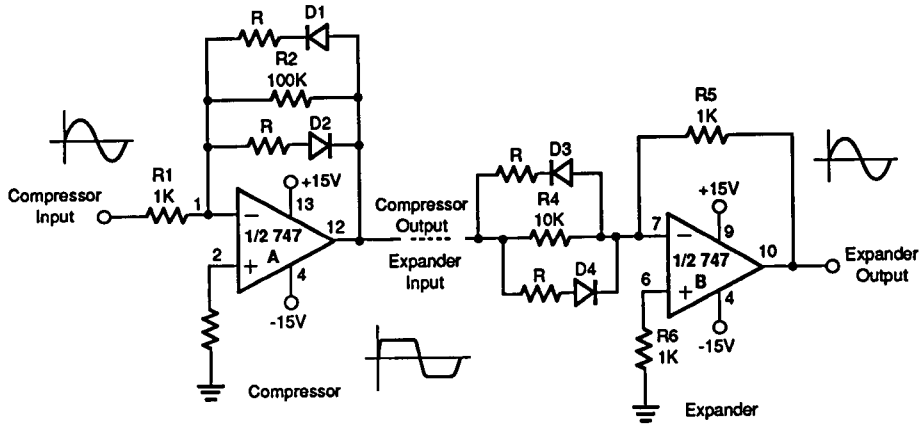 R
D1
R2
100K
R
D2
R1
1K
Compressor
Input
1
2
+15V
13
1/2 747
A
12
4
-15V
Compressor
Output
Expander
Input
R
D3
R4
10K
R
D4
R5
1K
7
6
+15V
9
1/2 747
B
10
4
-15V
R6
1K
Expander
Output
Compressor
Expander